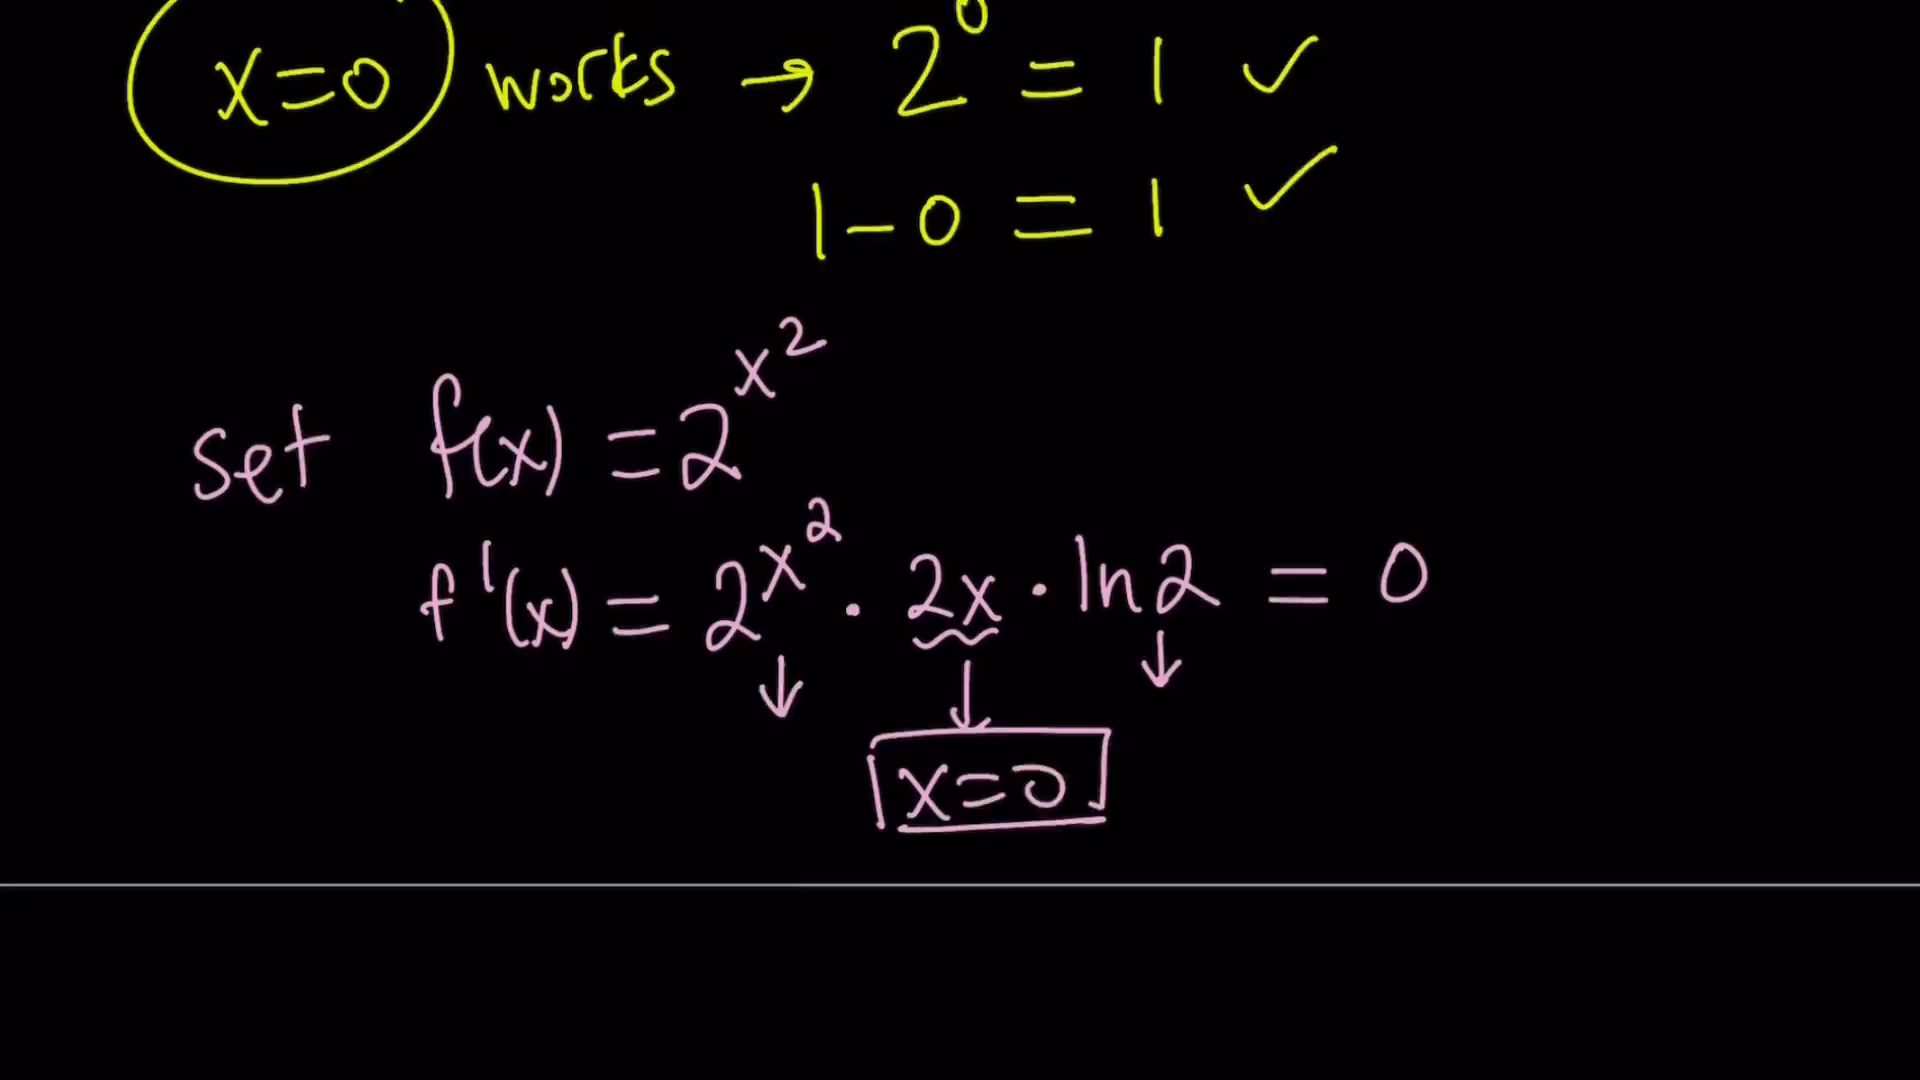 x=0 works → 2⁰ = 1 ✓
1-0 = 1 ✓
set f(x) = 2^x²
f'(x) = 2^x² · 2x · ln2 = 0
↓ ↓ ↓
x=0